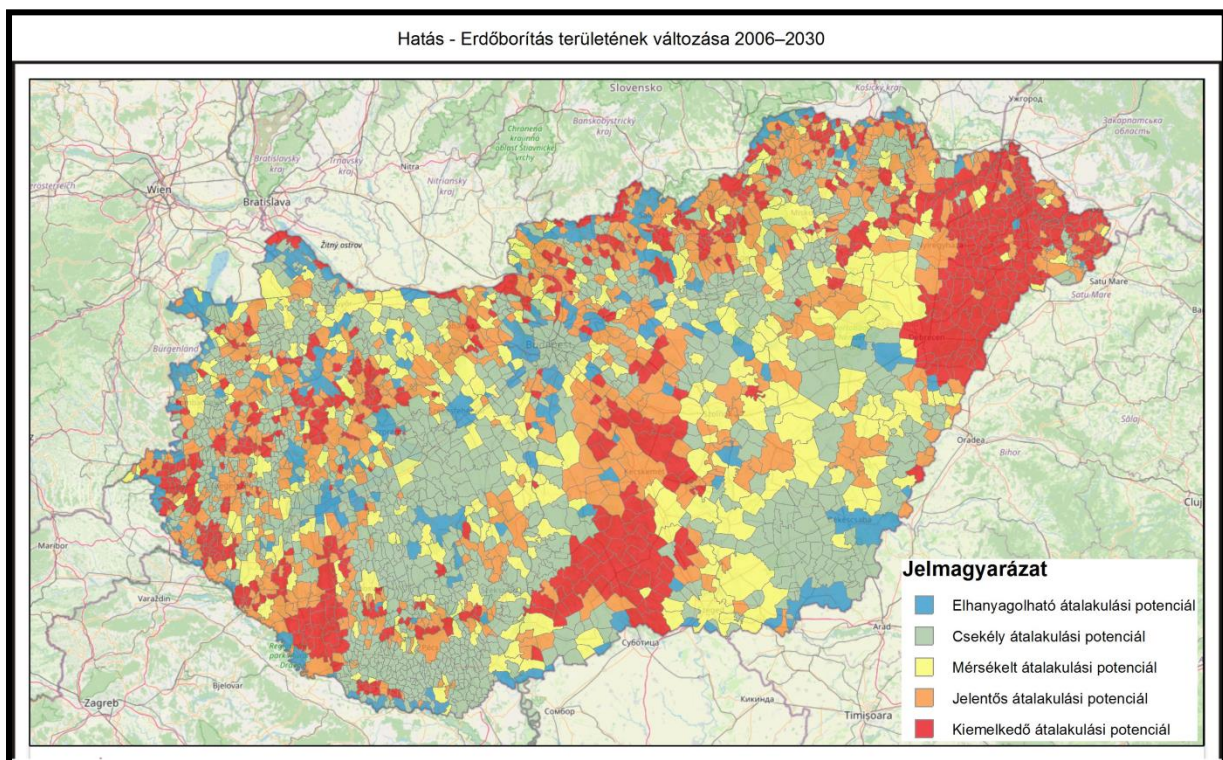 Hatás - Erdőborítás területének változása 2006–2030
Slovensko
Košický kraj
Ужгород
Banskobystrický
kraj
Закарпатська
область
Chránená
krajinná
oblasť Štiavnické
vrchy
Bratislavský
kraj
Trnavský
kraj
Nitra
Nitriansky
kraj
Wien
Bratislava
Žitný ostrov
Satu Mare
Satu Mare
Burgenland
Budapest
Debrecen
Oradea
Sălaj
Bihor
Kecskemét
Cluj
Maribor
Békéscsaba
Varaždin
Jelmagyarázat
Elhanyagolható átalakulási potenciál
Csekély átalakulási potenciál
Mérsékelt átalakulási potenciál
Jelentős átalakulási potenciál
Kiemelkedő átalakulási potenciál
Arad
Суботица
Bjelovar
Zagreb
Сомбор
Кикинда
Timișoara